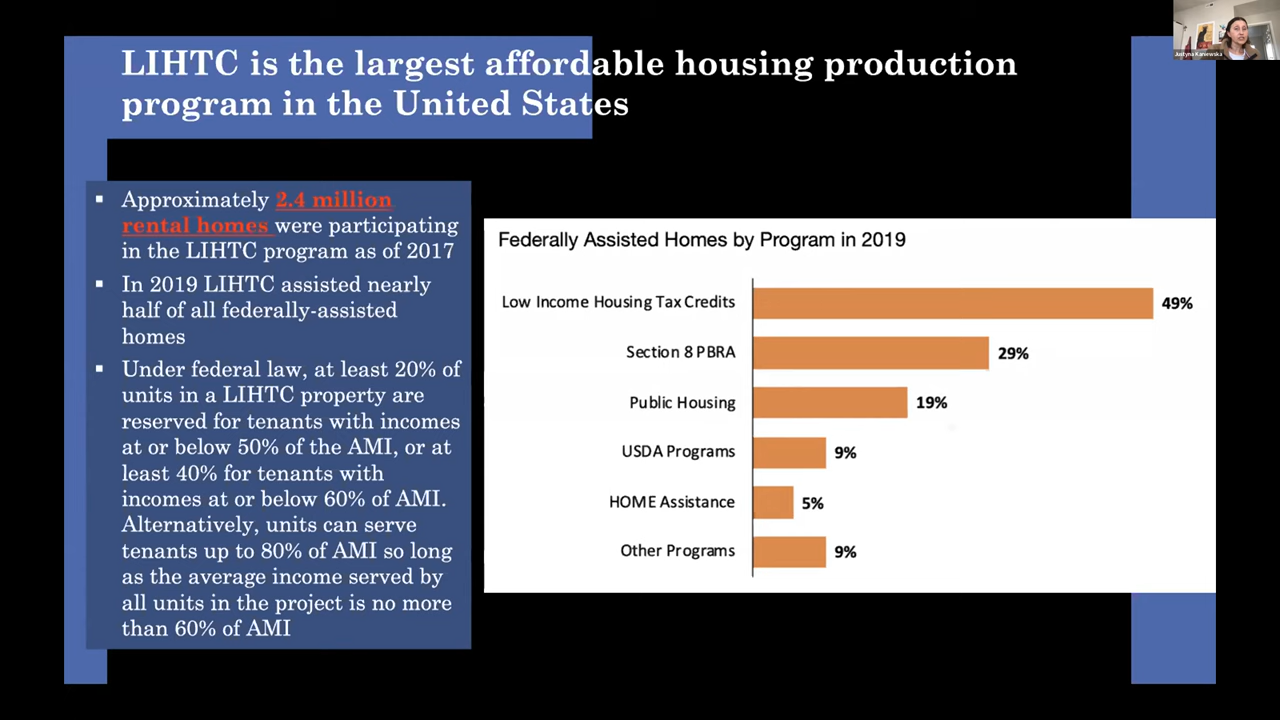 LIHTC is the largest affordable housing production
program in the United States
Justyna Kaniewska
▪ Approximately 2.4 million
rental homes were participating
in the LIHTC program as of 2017
▪ In 2019 LIHTC assisted nearly
half of all federally-assisted
homes
▪ Under federal law, at least 20% of
units in a LIHTC property are
reserved for tenants with incomes
at or below 50% of the AMI, or at
least 40% for tenants with
incomes at or below 60% of AMI.
Alternatively, units can serve
tenants up to 80% of AMI so long
as the average income served by
all units in the project is no more
than 60% of AMI
Federally Assisted Homes by Program in 2019
Low Income Housing Tax Credits 49%
Section 8 PBRA 29%
Public Housing 19%
USDA Programs 9%
HOME Assistance 5%
Other Programs 9%